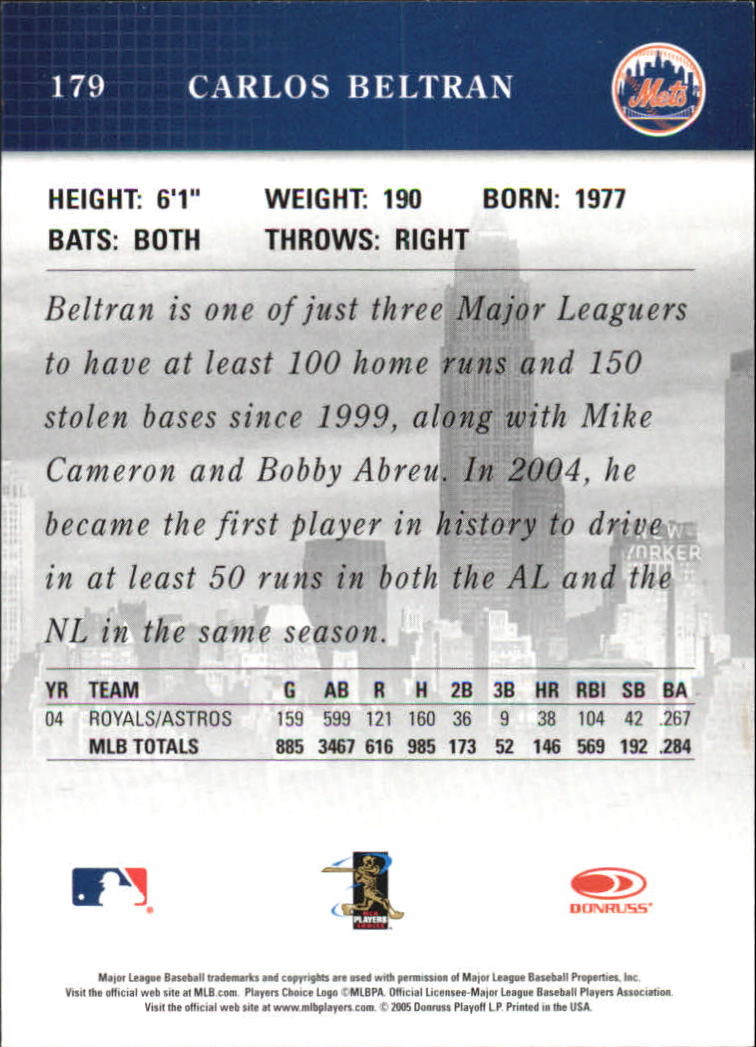 179 CARLOS BELTRAN Mets
HEIGHT: 6'1" WEIGHT: 190 BORN: 1977
BATS: BOTH THROWS: RIGHT
Beltran is one of just three Major Leaguers
to have at least 100 home runs and 150
stolen bases since 1999, along with Mike
Cameron and Bobby Abreu. In 2004, he
became the first player in history to drive
NEW
YORKER
in at least 50 runs in both the AL and the
NL in the same season.
YR TEAM G AB R H 2B 3B HR RBI SB BA
04 ROYALS/ASTROS 159 599 121 160 36 9 38 104 42 .267
MLB TOTALS 885 3467 616 985 173 52 146 569 192 .284
PLAYERS
DONRUSS
Major League Baseball trademarks and copyrights are used with permission of Major League Baseball Properties, Inc.
Visit the official web site at MLB.com. Players Choice Logo ©MLBPA. Official Licensee-Major League Baseball Players Association.
Visit the official web site at www.mlbplayers.com. © 2005 Donruss Playoff L.P. Printed in the USA.